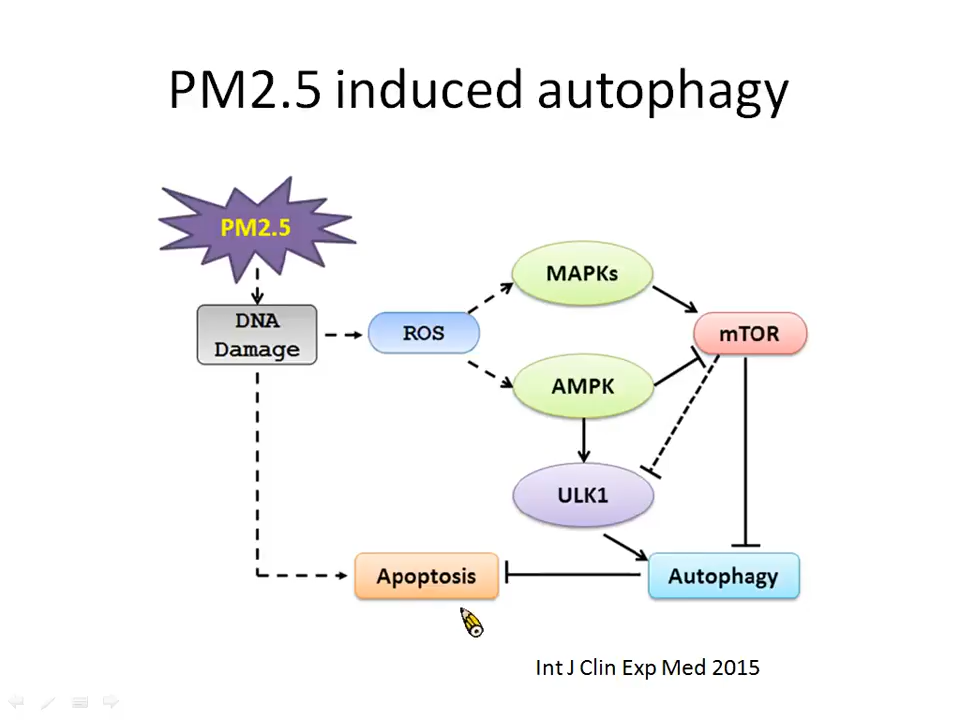 PM2.5 induced autophagy
PM2.5
DNA
Damage
ROS
MAPKs
AMPK
mTOR
ULK1
Apoptosis
Autophagy
Int J Clin Exp Med 2015